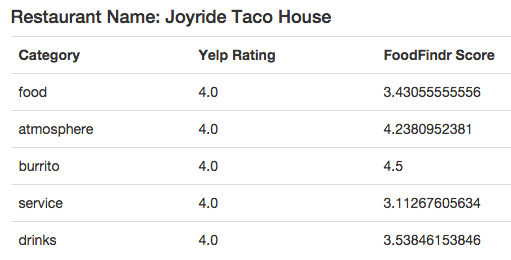 Restaurant Name: Joyride Taco House
Category Yelp Rating FoodFindr Score
food 4.0 3.43055555556
atmosphere 4.0 4.2380952381
burrito 4.0 4.5
service 4.0 3.11267605634
drinks 4.0 3.53846153846